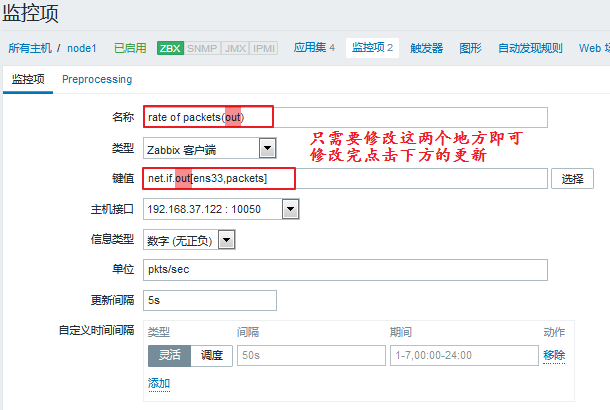 监控项
所有主机 / node1 已启用 ZBX SNMP JMX IPMI 应用集 4 监控项 2 触发器 图形 自动发现规则 Web
监控项 Preprocessing
名称 rate of packets(out)
只需要修改这两个地方即可
类型 Zabbix 客户端
修改完点击下方的更新
键值 net.if.out[ens33,packets] 选择
主机接口 192.168.37.122 : 10050
信息类型 数字 (无正负)
单位 pkts/sec
更新间隔 5s
自定义时间间隔 类型 间隔 期间 动作
灵活 调度 50s 1-7,00:00-24:00 移除
添加